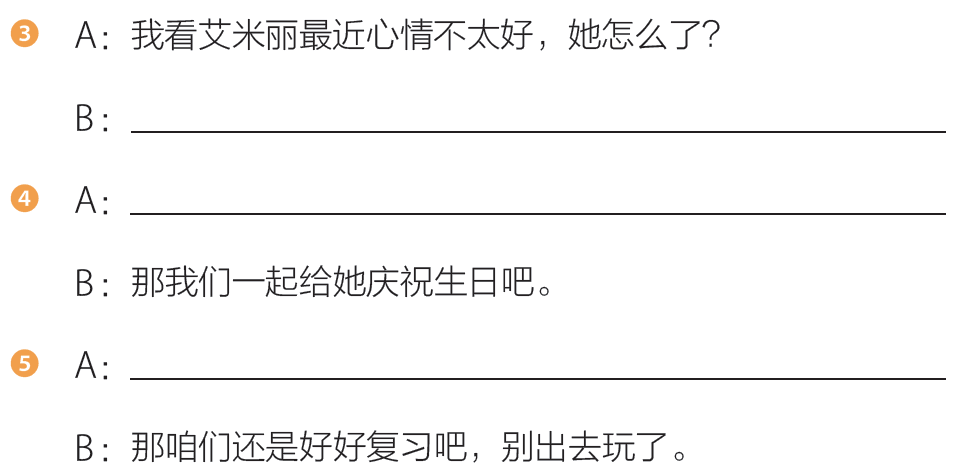 3 A：我看艾米丽最近心情不太好，她怎么了？
B：
4 A：
B：那我们一起给她庆祝生日吧。
5 A：
B：那咱们还是好好复习吧，别出去玩了。